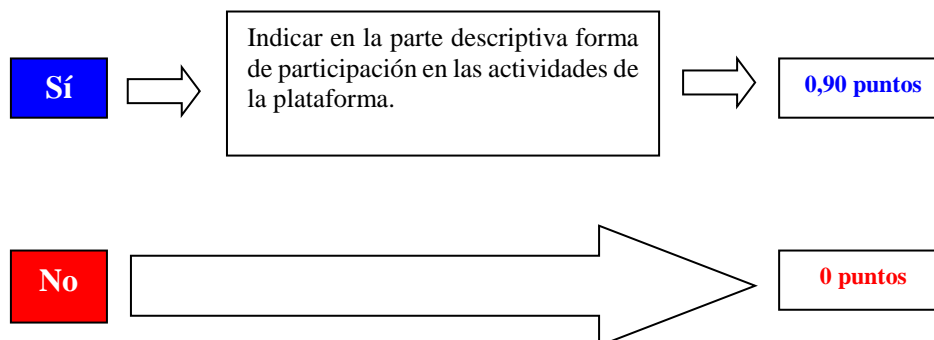 Sí
Indicar en la parte descriptiva forma
de participación en las actividades de
la plataforma.
0,90 puntos
No
0 puntos